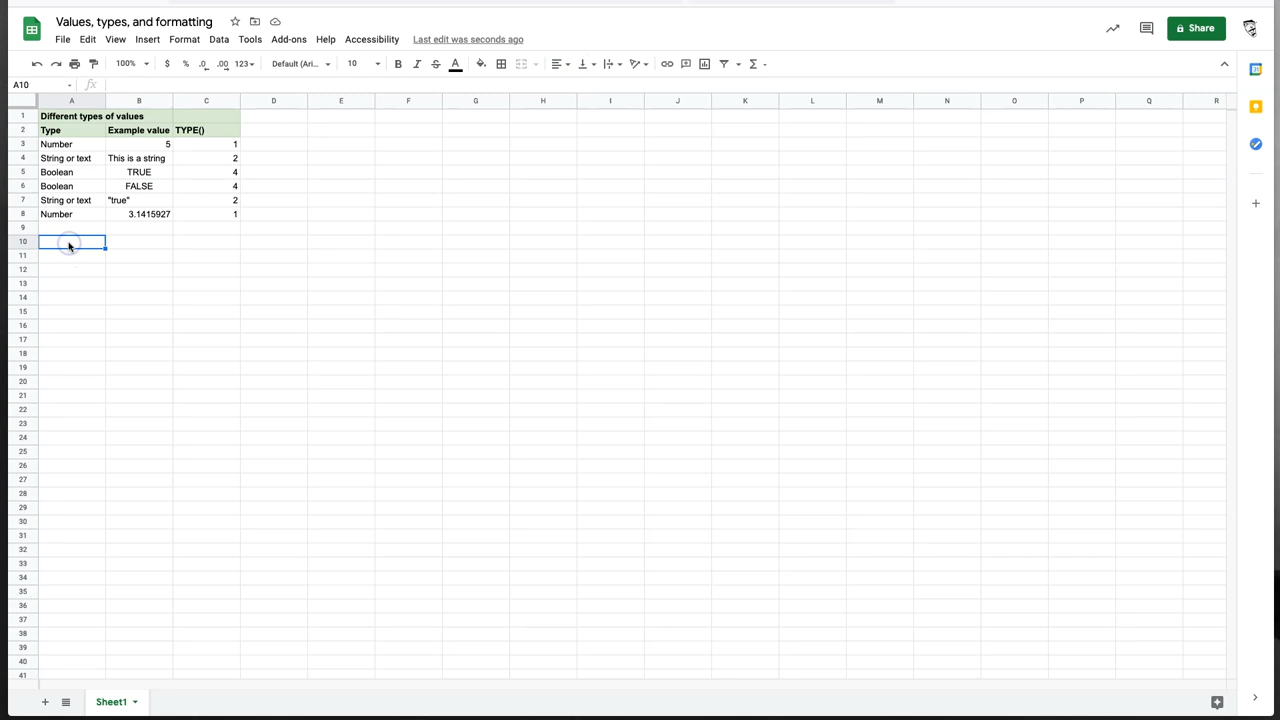 Values, types, and formatting
File Edit View Insert Format Data Tools Add-ons Help Accessibility Last edit was seconds ago
Share
100% $ % .0 .00 123 Default (Ari... 10 B I S A
A10 fx
A B C D E F G H I J K L M N O P Q R
1 Different types of values
2 Type Example value TYPE()
3 Number 5 1
4 String or text This is a string 2
5 Boolean TRUE 4
6 Boolean FALSE 4
7 String or text "true" 2
8 Number 3.1415927 1
9
10
11
12
13
14
15
16
17
18
19
20
21
22
23
24
25
26
27
28
29
30
31
32
33
34
35
36
37
38
39
40
41
Sheet1